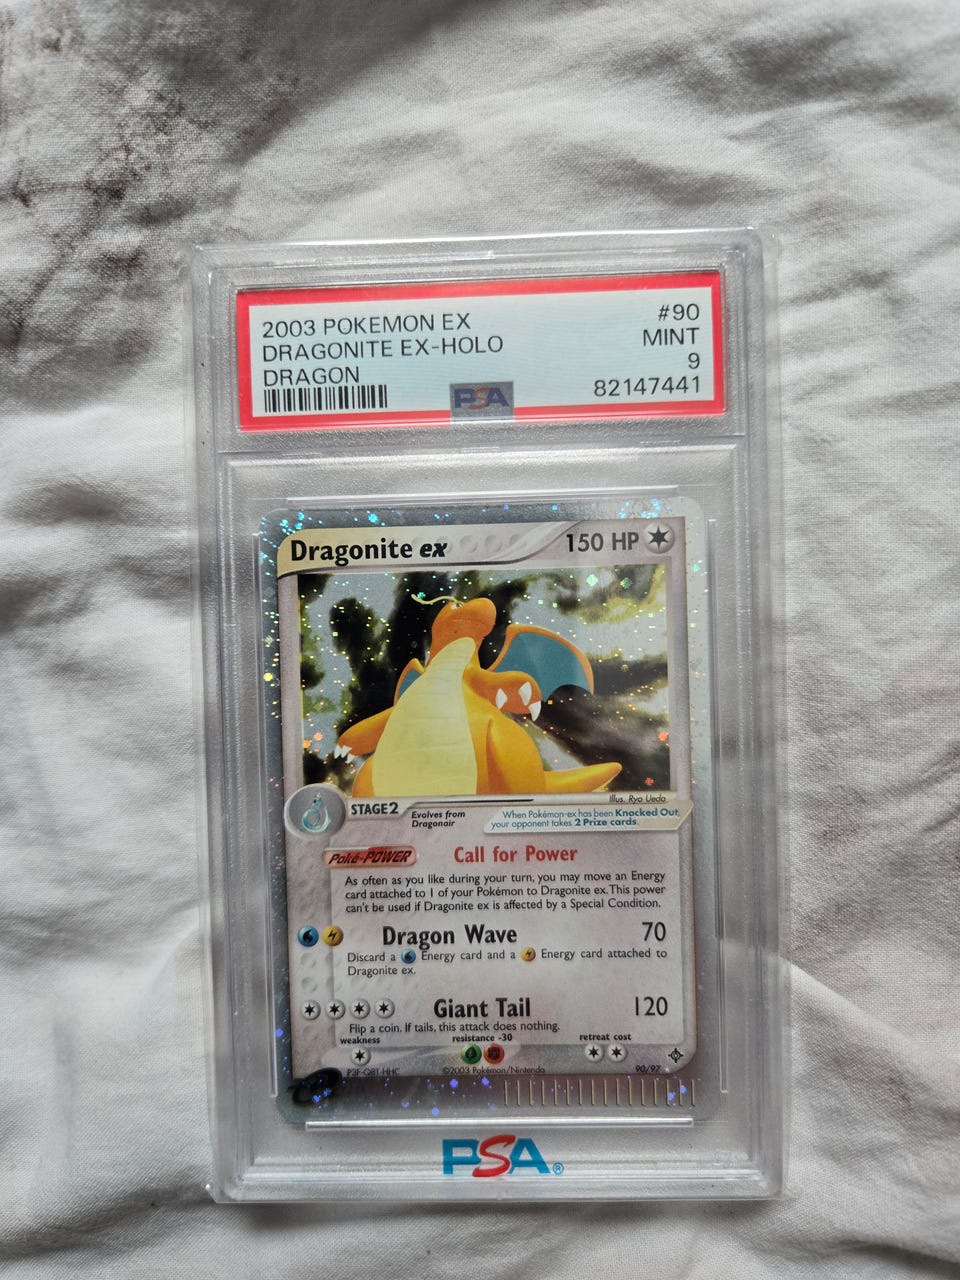 2003 POKEMON EX
#90
DRAGONITE EX-HOLO
MINT
DRAGON
9
82147441
PSA
Dragonite ex
150 HP
Illus. Ryo Ueda
STAGE2
Evolves from
Dragonair
When Pokémon-ex has been Knocked Out,
your opponent takes 2 Prize cards.
Poké-POWER
Call for Power
As often as you like during your turn, you may move an Energy
card attached to 1 of your Pokémon to Dragonite ex. This power
can't be used if Dragonite ex is affected by a Special Condition.
Dragon Wave 70
Discard a Energy card and a Energy card attached to
Dragonite ex.
Giant Tail 120
Flip a coin. If tails, this attack does nothing.
weakness
resistance -30
retreat cost
©2003 Pokémon/Nintendo
90/97
PSA®